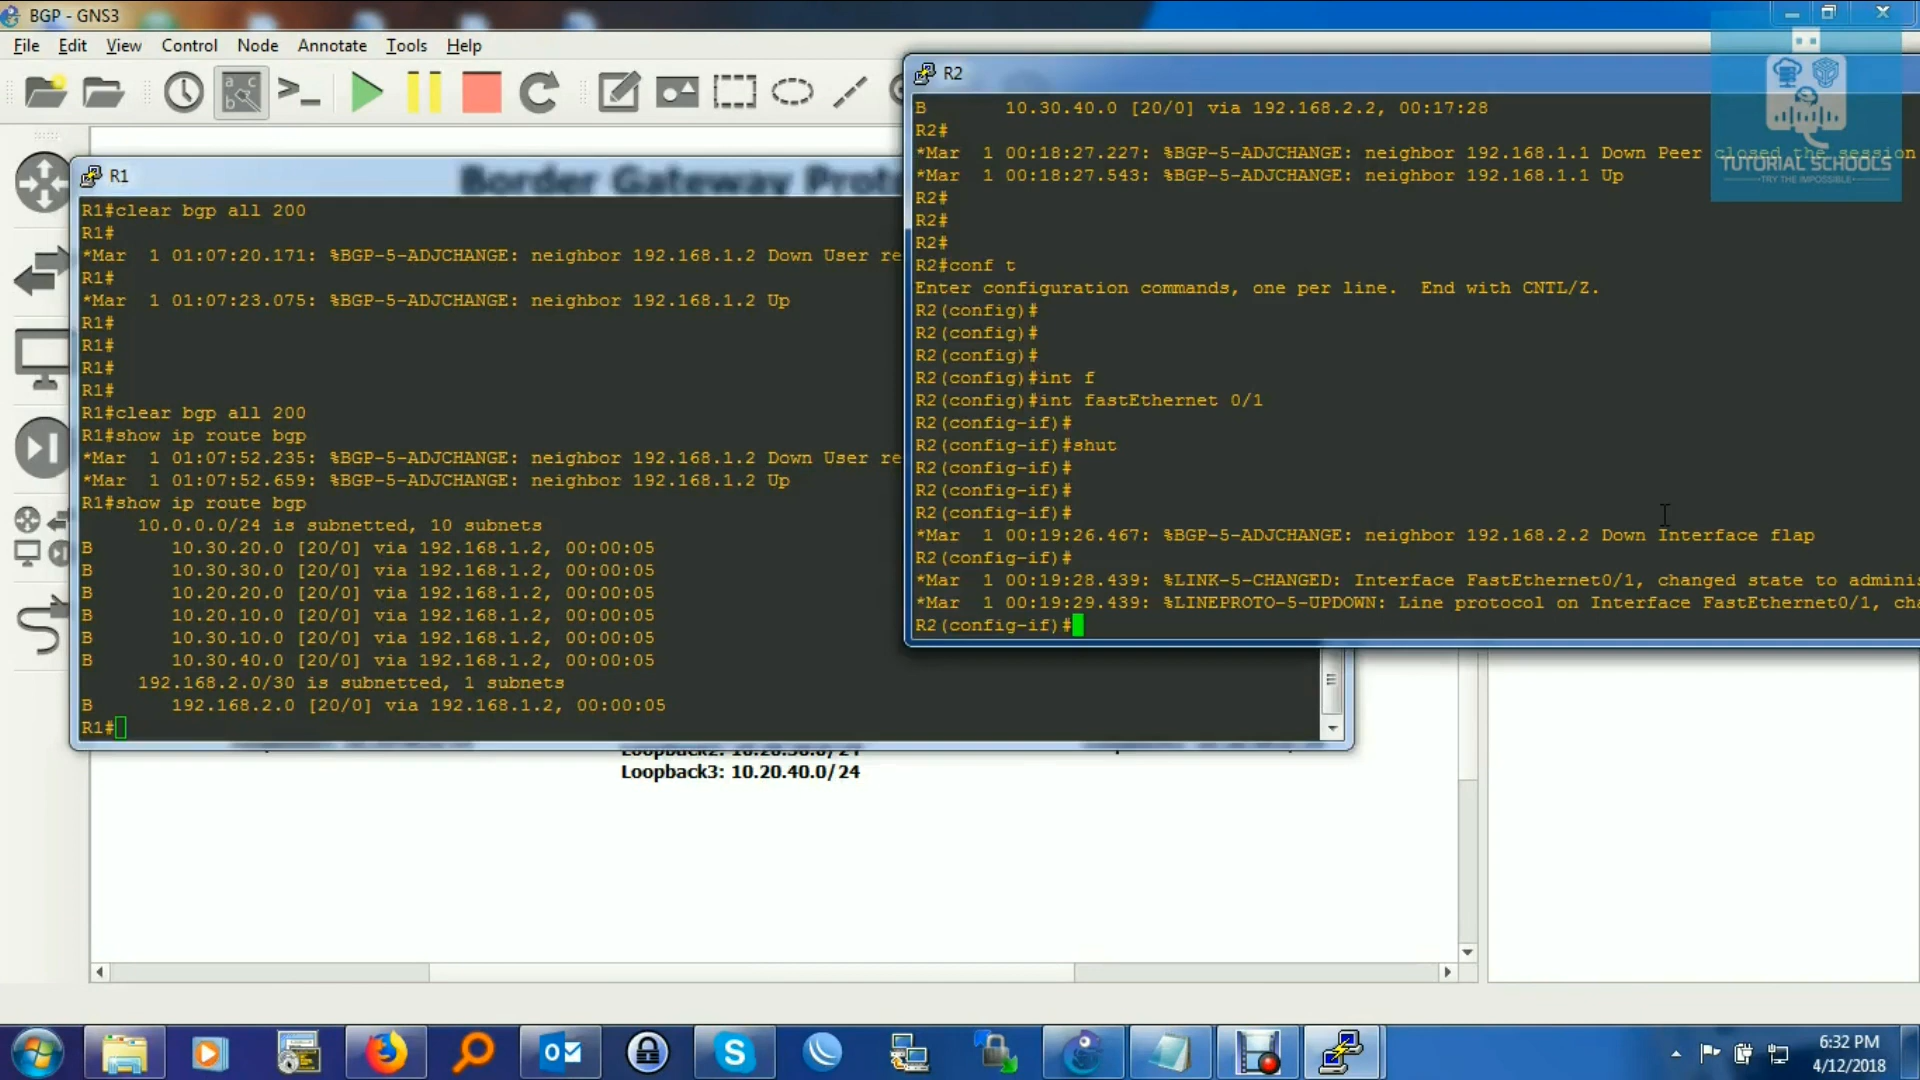 BGP - GNS3
File Edit View Control Node Annotate Tools Help
R1
Border Gateway
R1#clear bgp all 200
R1#
*Mar  1 01:07:20.171: %BGP-5-ADJCHANGE: neighbor 192.168.1.2 Down User
R1#
*Mar  1 01:07:23.075: %BGP-5-ADJCHANGE: neighbor 192.168.1.2 Up
R1#
R1#
R1#
R1#
R1#clear bgp all 200
R1#show ip route bgp
*Mar  1 01:07:52.235: %BGP-5-ADJCHANGE: neighbor 192.168.1.2 Down User
*Mar  1 01:07:52.659: %BGP-5-ADJCHANGE: neighbor 192.168.1.2 Up
R1#show ip route bgp
10.0.0.0/24 is subnetted, 10 subnets
B       10.30.20.0 [20/0] via 192.168.1.2, 00:00:05
B       10.30.30.0 [20/0] via 192.168.1.2, 00:00:05
B       10.20.20.0 [20/0] via 192.168.1.2, 00:00:05
B       10.20.10.0 [20/0] via 192.168.1.2, 00:00:05
B       10.30.10.0 [20/0] via 192.168.1.2, 00:00:05
B       10.30.40.0 [20/0] via 192.168.1.2, 00:00:05
192.168.2.0/30 is subnetted, 1 subnets
B       192.168.2.0 [20/0] via 192.168.1.2, 00:00:05
R1#
R2
B       10.30.40.0 [20/0] via 192.168.2.2, 00:17:28
R2#
*Mar  1 00:18:27.227: %BGP-5-ADJCHANGE: neighbor 192.168.1.1 Down Peer closed the session
*Mar  1 00:18:27.543: %BGP-5-ADJCHANGE: neighbor 192.168.1.1 Up
R2#
R2#
R2#
R2#conf t
Enter configuration commands, one per line.  End with CNTL/Z.
R2(config)#
R2(config)#
R2(config)#
R2(config)#int f
R2(config)#int fastEthernet 0/1
R2(config-if)#
R2(config-if)#shut
R2(config-if)#
R2(config-if)#
R2(config-if)#
*Mar  1 00:19:26.467: %BGP-5-ADJCHANGE: neighbor 192.168.2.2 Down Interface flap
R2(config-if)#
*Mar  1 00:19:28.439: %LINK-5-CHANGED: Interface FastEthernet0/1, changed state to
*Mar  1 00:19:29.439: %LINEPROTO-5-UPDOWN: Line protocol on Interface FastEthernet0/1,
R2(config-if)#
TUTORIAL SCHOOLS
TRY THE IMPOSSIBLE
Loopback3: 10.20.40.0/24
6:32 PM
4/12/2018